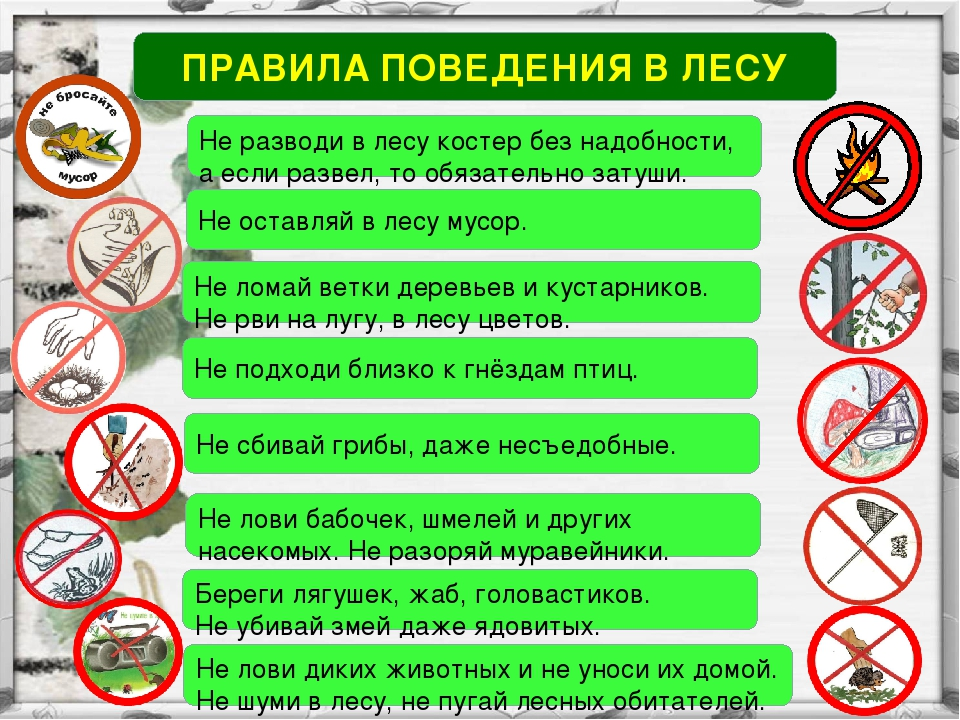 ПРАВИЛА ПОВЕДЕНИЯ В ЛЕСУ
не бросайте
мусор
Не разводи в лесу костер без надобности,
а если развел, то обязательно затуши.
Не оставляй в лесу мусор.
Не ломай ветки деревьев и кустарников.
Не рви на лугу, в лесу цветов.
Не подходи близко к гнёздам птиц.
Не сбивай грибы, даже несъедобные.
Не лови бабочек, шмелей и других
насекомых. Не разоряй муравейники.
Береги лягушек, жаб, головастиков.
Не убивай змей даже ядовитых.
Не лови диких животных и не уноси их домой.
Не шуми в лесу, не пугай лесных обитателей.